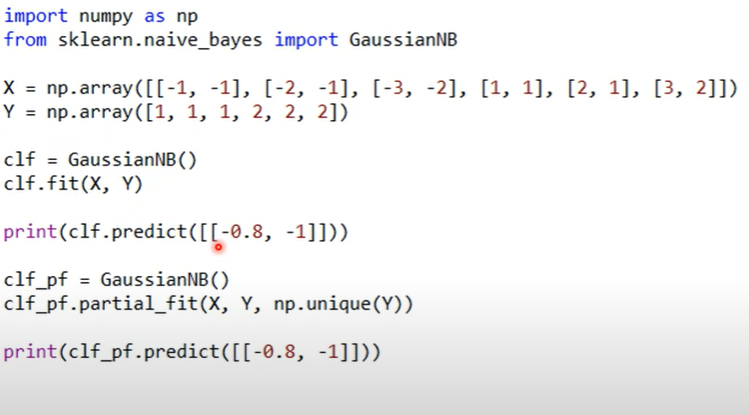 import numpy as np
from sklearn.naive_bayes import GaussianNB
X = np.array([[-1, -1], [-2, -1], [-3, -2], [1, 1], [2, 1], [3, 2]])
Y = np.array([1, 1, 1, 2, 2, 2])
clf = GaussianNB()
clf.fit(X, Y)
print(clf.predict([[-0.8, -1]]))
clf_pf = GaussianNB()
clf_pf.partial_fit(X, Y, np.unique(Y))
print(clf_pf.predict([[-0.8, -1]]))